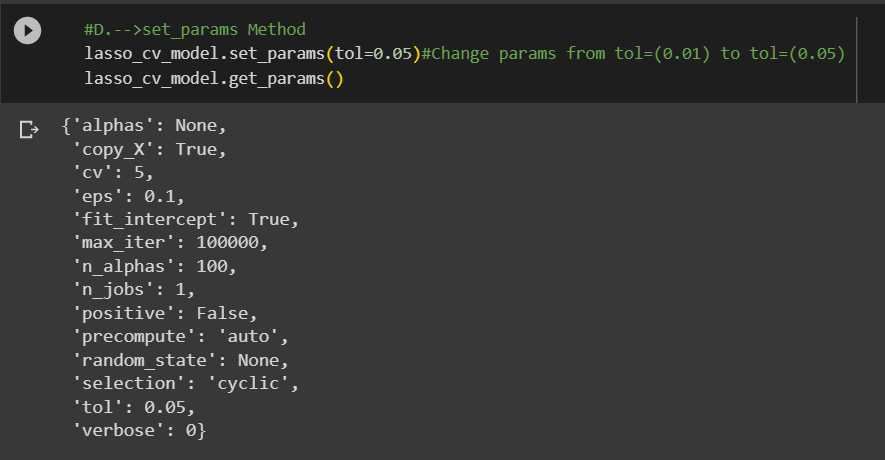 #D.-->set_params Method
lasso_cv_model.set_params(tol=0.05)#Change params from tol=(0.01) to tol=(0.05)
lasso_cv_model.get_params()
{'alphas': None,
 'copy_X': True,
 'cv': 5,
 'eps': 0.1,
 'fit_intercept': True,
 'max_iter': 100000,
 'n_alphas': 100,
 'n_jobs': 1,
 'positive': False,
 'precompute': 'auto',
 'random_state': None,
 'selection': 'cyclic',
 'tol': 0.05,
 'verbose': 0}